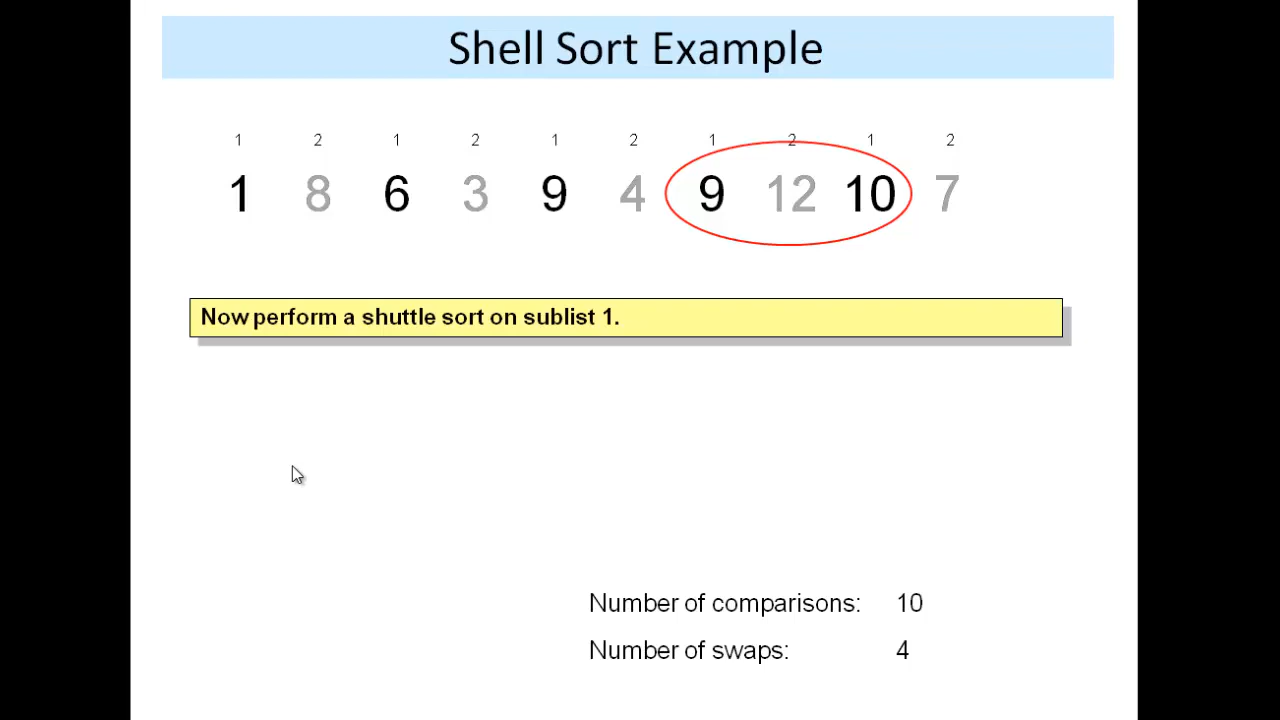 Shell Sort Example
1 2 1 2 1 2 1 2 1 2
1 8 6 3 9 4 9 12 10 7
Now perform a shuttle sort on sublist 1.
Number of comparisons: 10
Number of swaps: 4